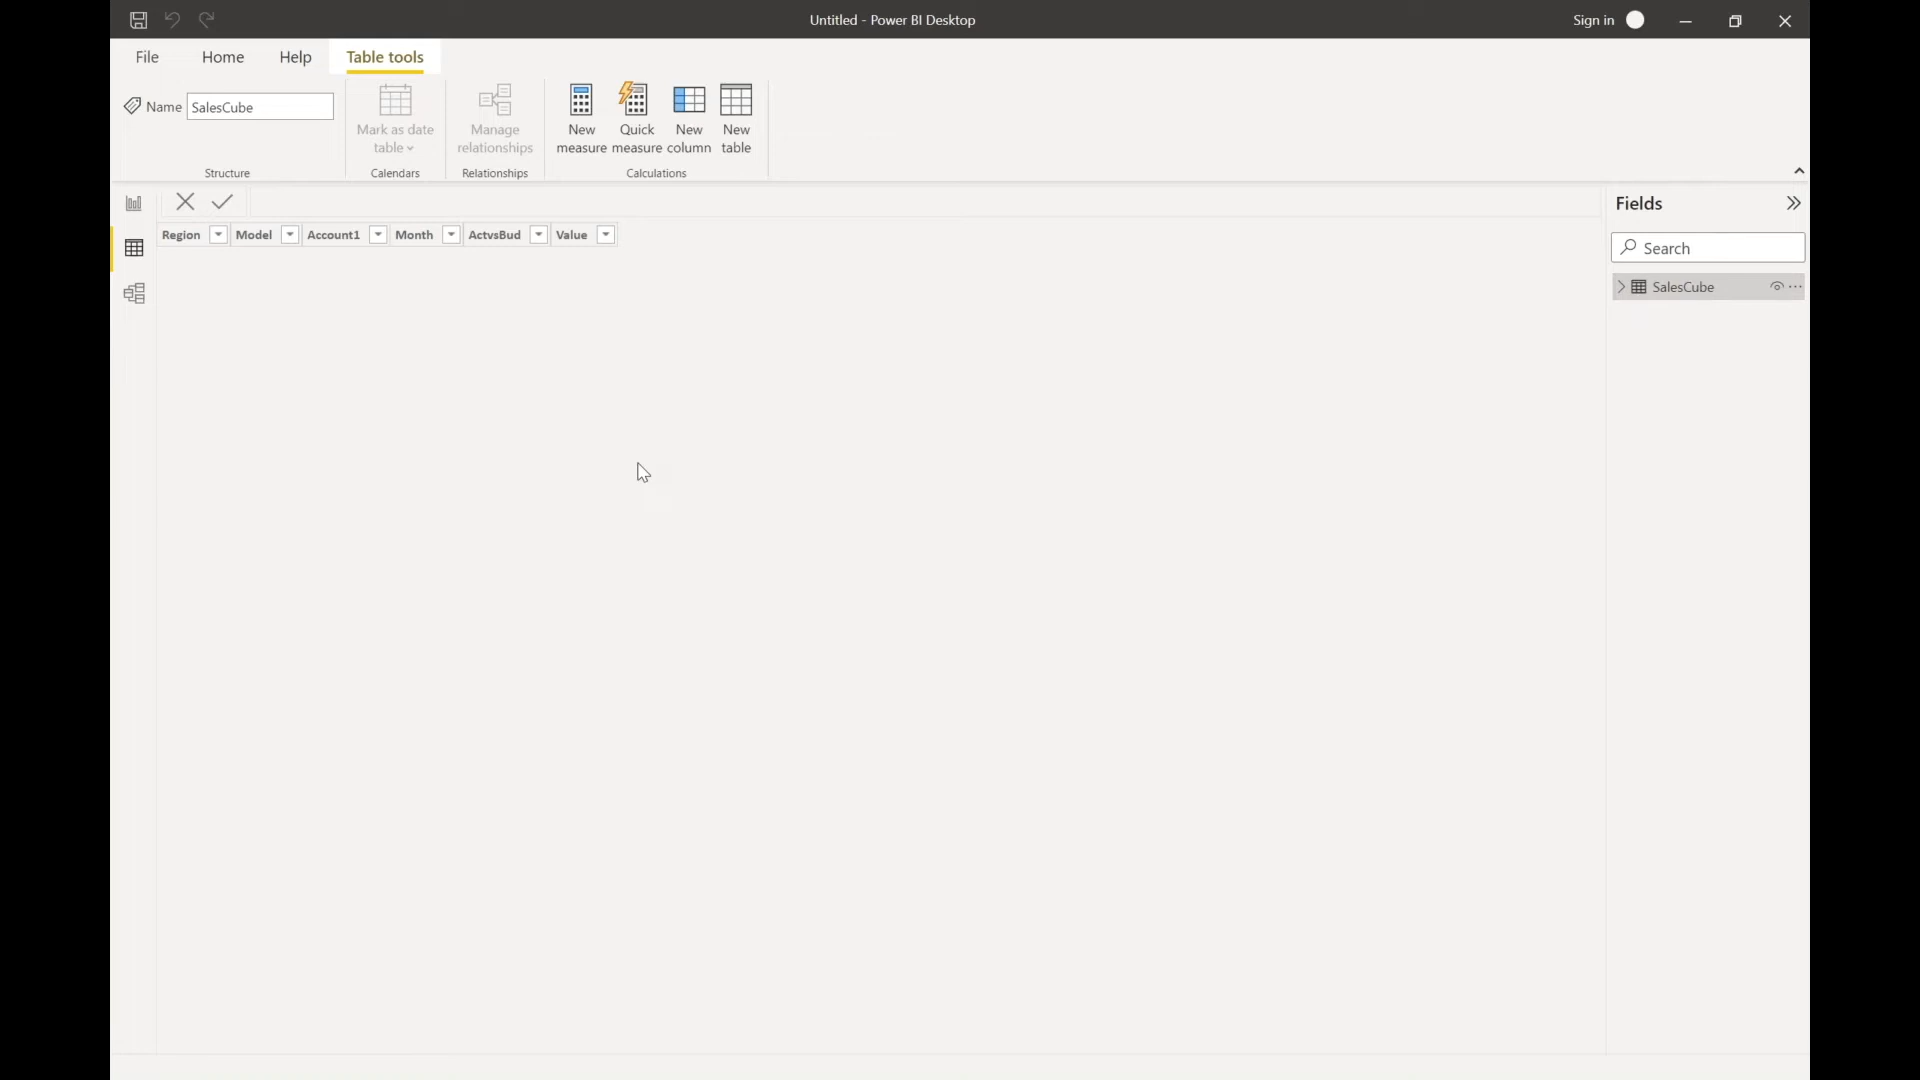 Untitled - Power BI Desktop
Sign in
File Home Help Table tools
Name SalesCube
Mark as date
table
Manage
relationships
New
measure
Quick
measure
New
column
New
table
Structure Calendars Relationships Calculations
Fields
Region Model Account1 Month ActvsBud Value
Search
SalesCube